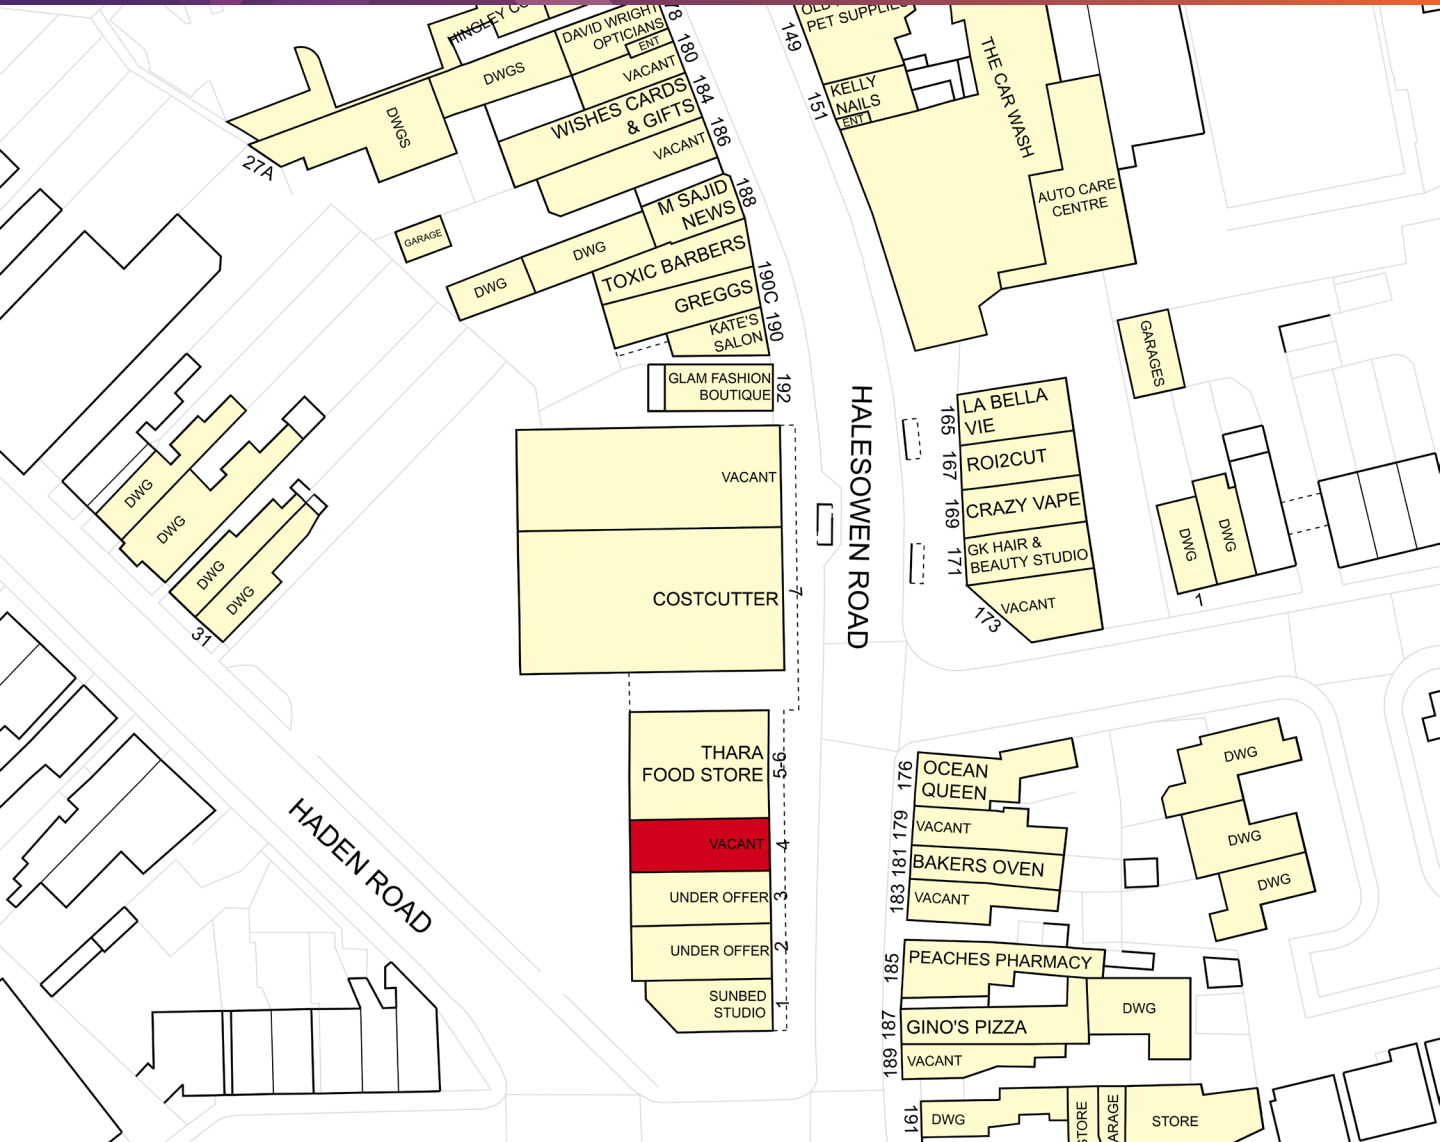 HINGLEY CO
DAVID WRIGHT
OPTICIANS
ENT
78
180
DWGS
VACANT
184
DWGS
WISHES CARDS
& GIFTS
186
VACANT
27A
M SAJID
NEWS
188
GARAGE
DWG
DWG
TOXIC BARBERS
190C
GREGGS
KATE'S
SALON
190
GLAM FASHION
BOUTIQUE
192
149
PET SUPPLIES
151
KELLY
NAILS
ENT
THE CAR WASH
AUTO CARE
CENTRE
GARAGES
HALESOWEN ROAD
165
LA BELLA
VIE
167
ROI2CUT
169
CRAZY VAPE
171
GK HAIR &
BEAUTY STUDIO
173
VACANT
DWG
DWG
1
DWG
DWG
DWG
DWG
31
VACANT
COSTCUTTER
7
THARA
FOOD STORE
5-6
VACANT
4
UNDER OFFER
3
UNDER OFFER
2
SUNBED
STUDIO
1
HADEN ROAD
176
OCEAN
QUEEN
179
VACANT
181
BAKERS OVEN
183
VACANT
185
PEACHES PHARMACY
187
GINO'S PIZZA
DWG
189
VACANT
191
DWG
STORE
ARAGE
STORE
DWG
DWG
DWG